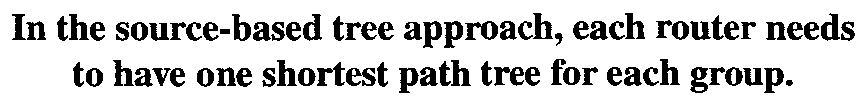 In the source-based tree approach, each router needs
to have one shortest path tree for each group.